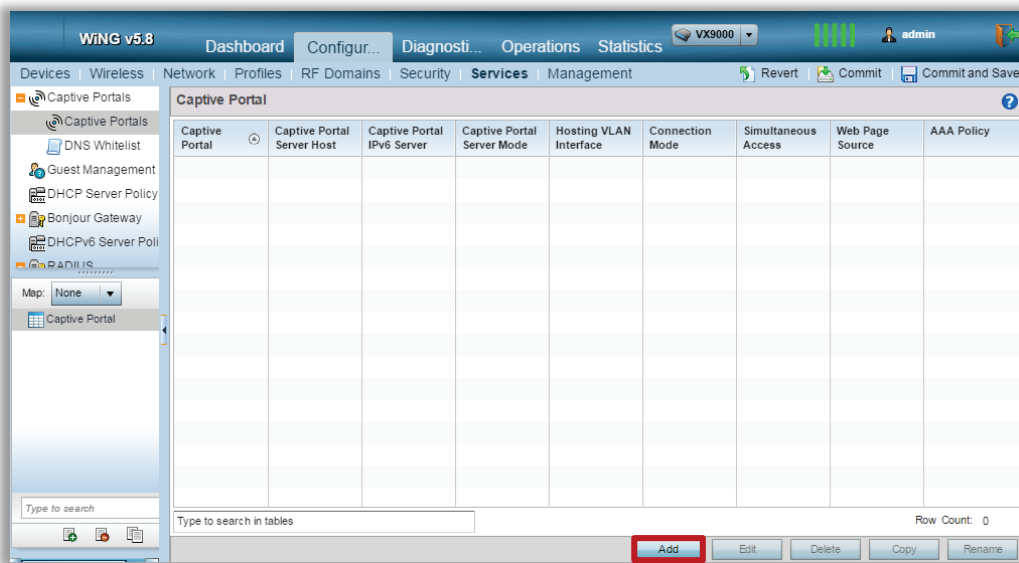 WiNG v5.8
Dashboard Configur... Diagnosti... Operations Statistics VX9000 admin
Devices Wireless Network Profiles RF Domains Security Services Management Revert Commit Commit and Save
Captive Portals
Captive Portals
DNS Whitelist
Guest Management
DHCP Server Policy
Bonjour Gateway
DHCPv6 Server Poli
RADIUS
Map: None
Captive Portal
Type to search
Captive Portal
Captive Portal Captive Portal Server Host Captive Portal IPv6 Server Captive Portal Server Mode Hosting VLAN Interface Connection Mode Simultaneous Access Web Page Source AAA Policy
Type to search in tables Row Count: 0
Add Edit Delete Copy Rename